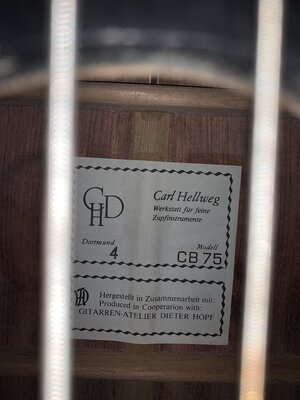 CHD
Carl Hellweg
Werkstatt für feine
Zupfinstrumente
Dortmund
4
Modell
CB 75
Hergestellt in Zusammenarbeit mit:
Produced in Cooperation with:
GITARREN-ATELIER DIETER HOPF